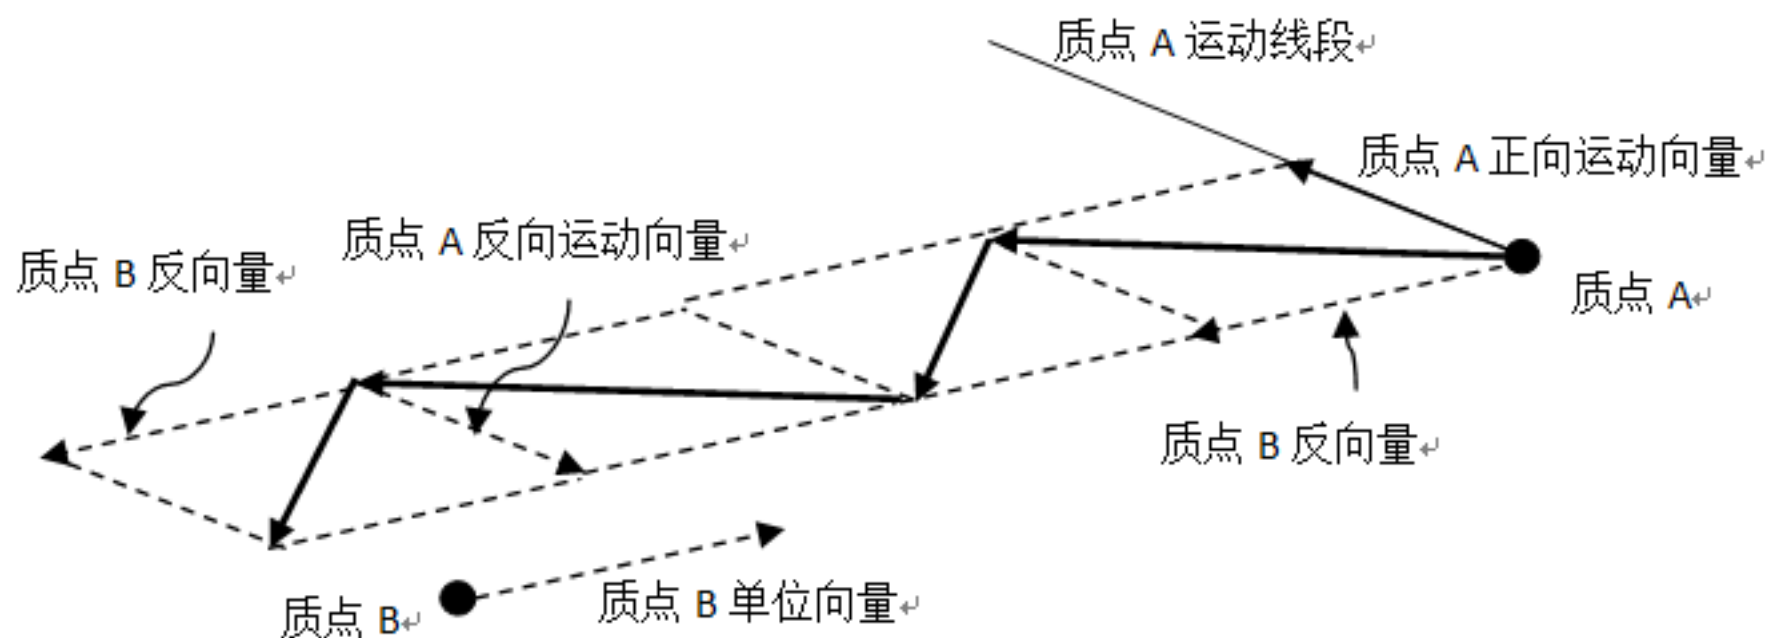 质点 A 运动线段
质点 A 正向运动向量
质点 A 反向运动向量
质点 B 反向量
质点 A
质点 B 反向量
质点 B 单位向量
质点 B